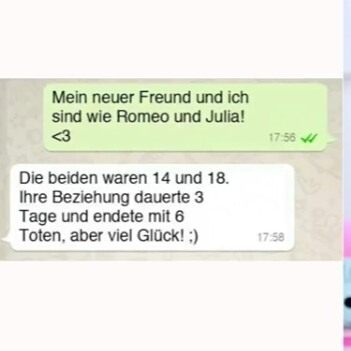 Mein neuer Freund und ich
sind wie Romeo und Julia!
<3
17:56
Die beiden waren 14 und 18.
Ihre Beziehung dauerte 3
Tage und endete mit 6
Toten, aber viel Glück! ;)
17:58